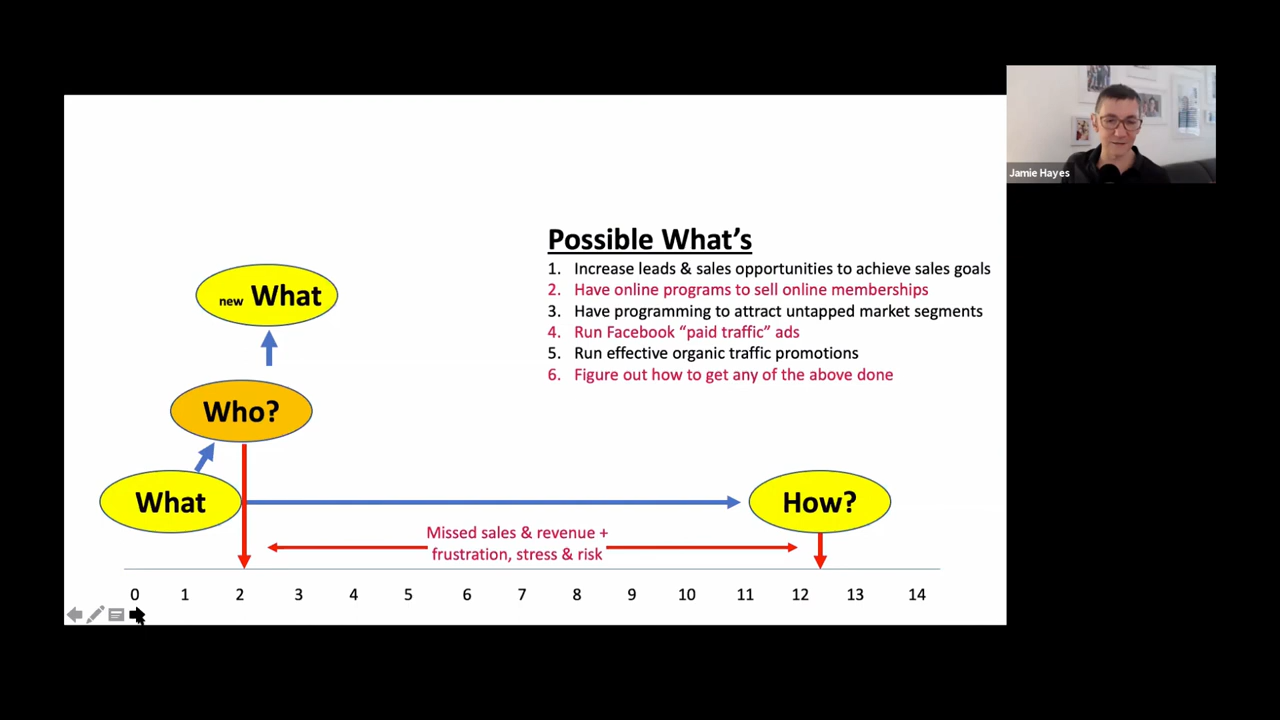 Jamie Hayes
Possible What's
1. Increase leads & sales opportunities to achieve sales goals
2. Have online programs to sell online memberships
3. Have programming to attract untapped market segments
4. Run Facebook “paid traffic” ads
5. Run effective organic traffic promotions
6. Figure out how to get any of the above done
new What
Who?
What
How?
Missed sales & revenue +
frustration, stress & risk
0 1 2 3 4 5 6 7 8 9 10 11 12 13 14